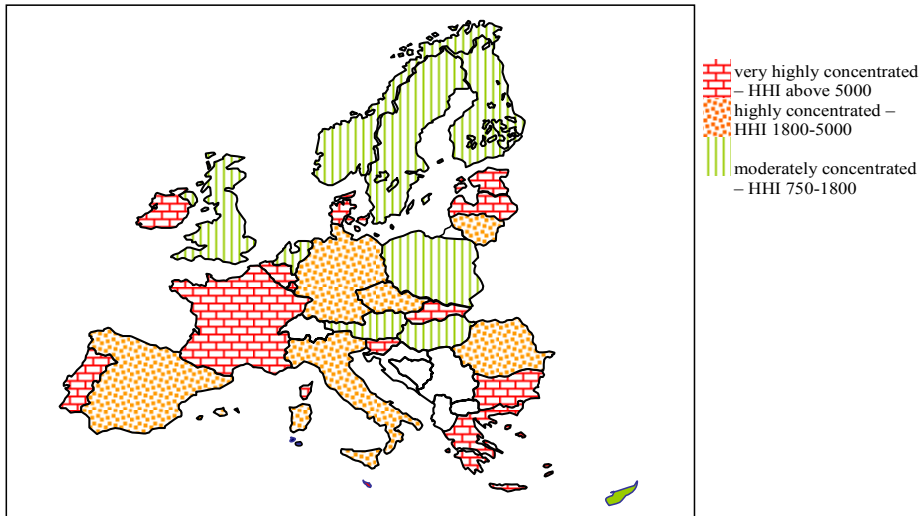 very highly concentrated
– HHI above 5000
highly concentrated –
HHI 1800-5000
moderately concentrated
– HHI 750-1800